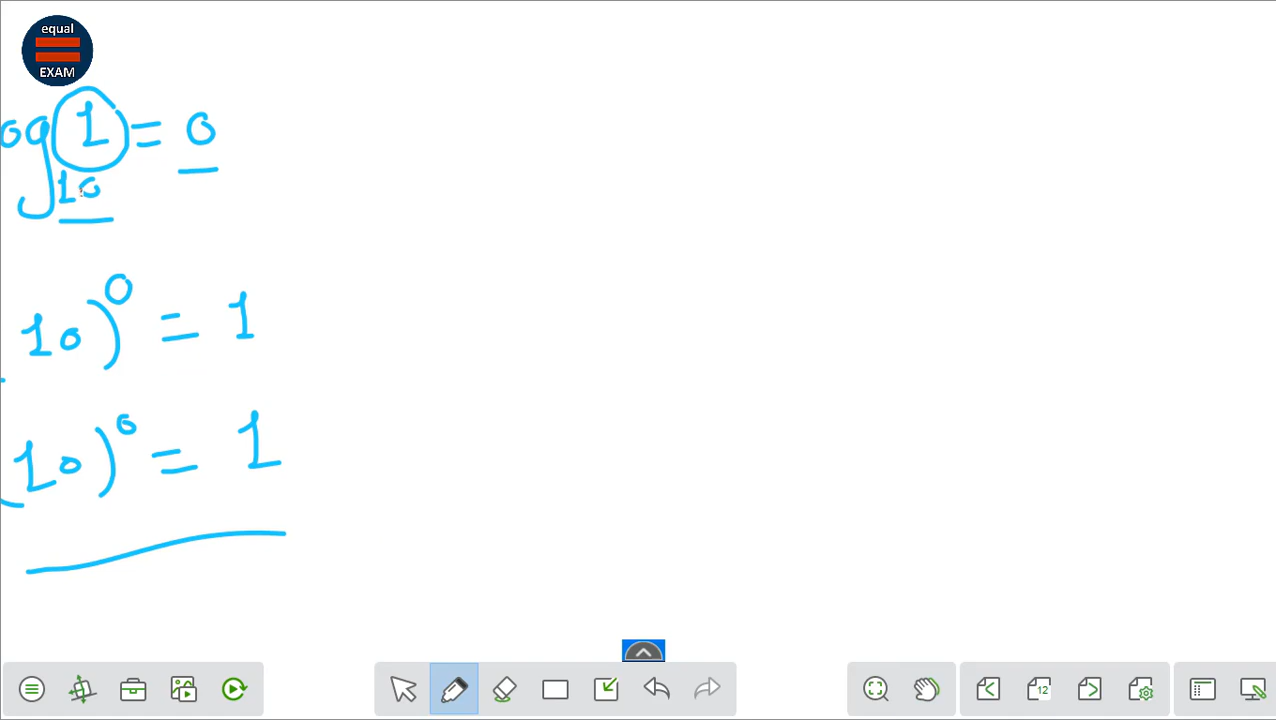 equal
EXAM
og 1 = 0
10
10)⁰ = 1
(10)⁰ = 1
12